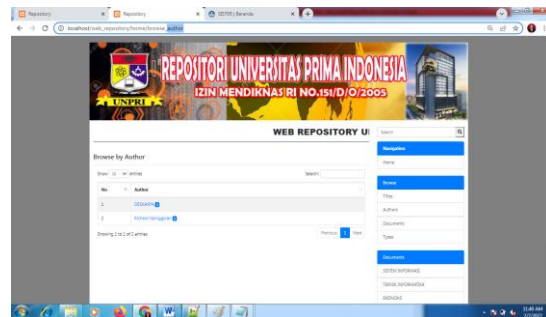 Repository
Repository
SISTER | Beranda
localhost/web_repository/home/browse_author
REPOSITORI UNIVERSITAS PRIMA INDONESIA
IZIN MENDIKNAS RI NO.151/D/O/2005
UNPRI
WEB REPOSITORY U
Search
Navigation
Home
Browse by Author
Show 10 entries
Search:
No Author
1
2
Showing 1 to 2 of 2 entries
Previous 1 Next
Browse
Titles
Authors
Documents
Types
Documents
SISTEM INFORMASI
TEKNIK INFORMATIKA
EKONOMI
11:40 AM